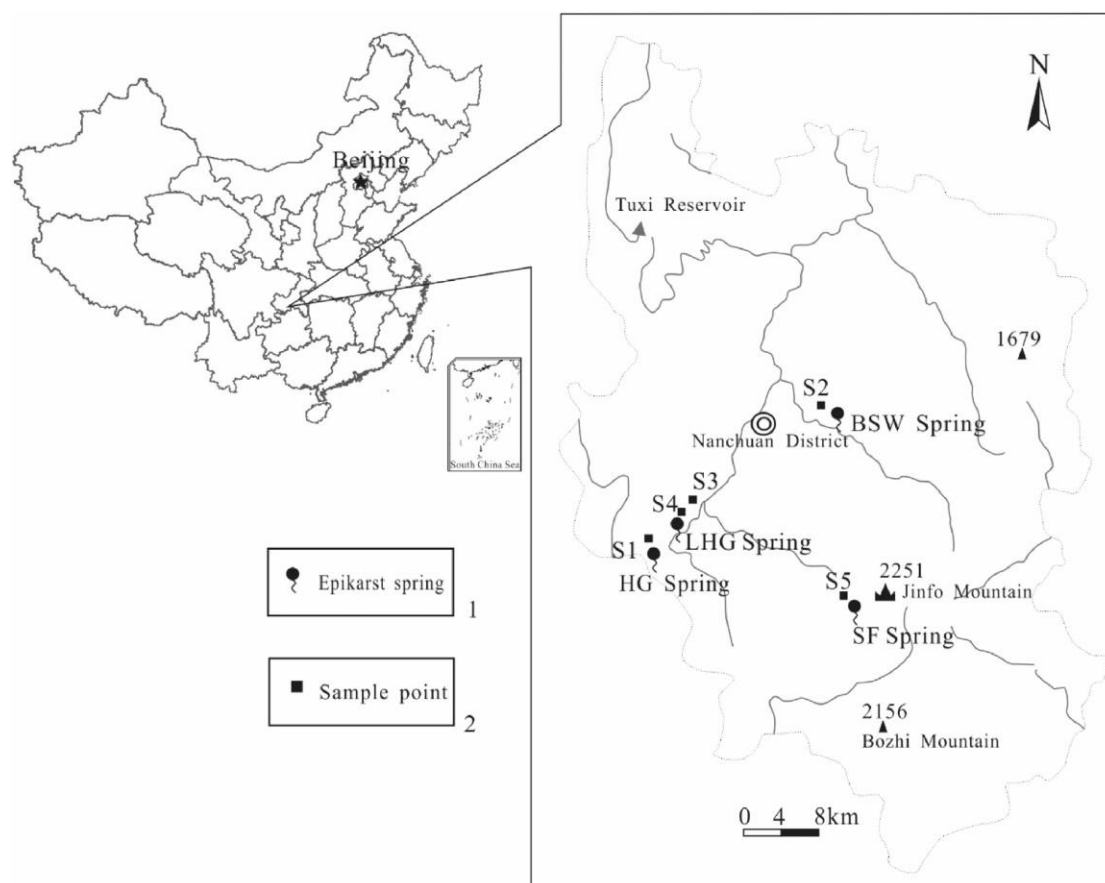 Beijing
South China Sea
Epikarst spring
1
Sample point
2
N
Tuxi Reservoir
1679
S2
BSW Spring
Nanchuan District
S3
S4
LHG Spring
S1
HG Spring
S5
2251
Jinfo Mountain
SF Spring
2156
Bozhi Mountain
0 4 8km